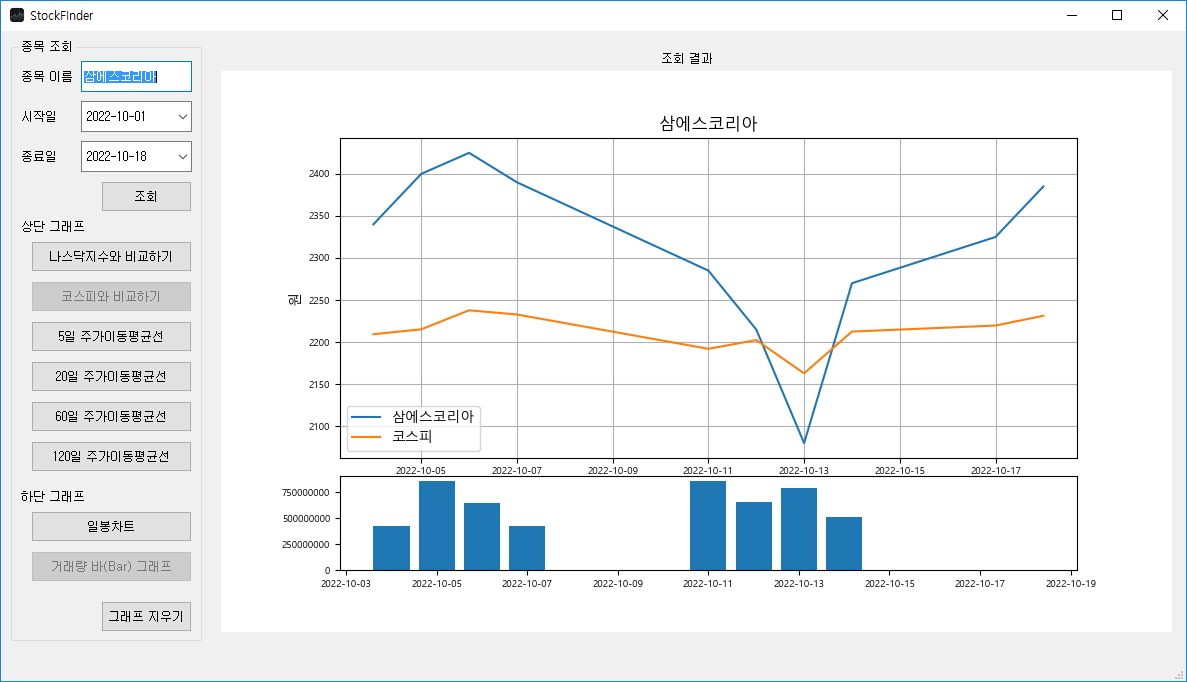 StockFinder
종목 조회
종목 이름
삼에스코리아
시작일
2022-10-01
종료일
2022-10-18
조회
상단 그래프
나스닥지수와 비교하기
코스피와 비교하기
5일 주가이동평균선
20일 주가이동평균선
60일 주가이동평균선
120일 주가이동평균선
하단 그래프
일봉차트
거래량 바(Bar) 그래프
그래프 지우기
조회 결과
삼에스코리아
원
2400
2350
2300
2250
2200
2150
2100
삼에스코리아
코스피
2022-10-05 2022-10-07 2022-10-09 2022-10-11 2022-10-13 2022-10-15 2022-10-17
750000000
500000000
250000000
0
2022-10-03 2022-10-05 2022-10-07 2022-10-09 2022-10-11 2022-10-13 2022-10-15 2022-10-17 2022-10-19